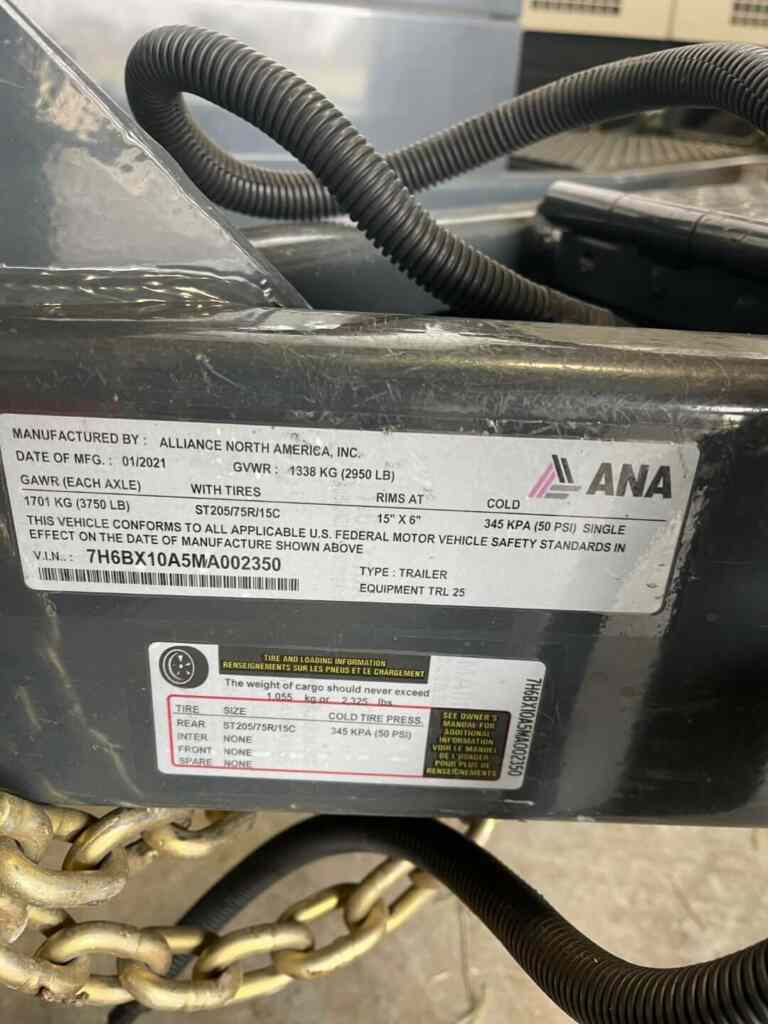 MANUFACTURED BY : ALLIANCE NORTH AMERICA, INC.
DATE OF MFG. : 01/2021 GVWR : 1338 KG (2950 LB)
ANA
GAWR (EACH AXLE) WITH TIRES RIMS AT COLD
1701 KG (3750 LB) ST205/75R/15C 15" X 6" 345 KPA (50 PSI) SINGLE
THIS VEHICLE CONFORMS TO ALL APPLICABLE U.S. FEDERAL MOTOR VEHICLE SAFETY STANDARDS IN
EFFECT ON THE DATE OF MANUFACTURE SHOWN ABOVE
V.I.N.. : 7H6BX10A5MA002350 TYPE : TRAILER
EQUIPMENT TRL 25
TIRE AND LOADING INFORMATION
RENSEIGNEMENTS SUR LES PNEUS ET LE CHARGEMENT
The weight of cargo should never exceed
1,055 kg or 2,325 lbs
TIRE SIZE COLD TIRE PRESS.
REAR ST205/75R/15C 345 KPA (50 PSI)
INTER NONE
FRONT NONE
SPARE NONE
SEE OWNER'S
MANUAL FOR
ADDITIONAL
INFORMATION
VOIR LE MANUEL
DE L'USAGER
POUR PLUS DE
RENSEIGNEMENTS
7H6BX10A5MA002350